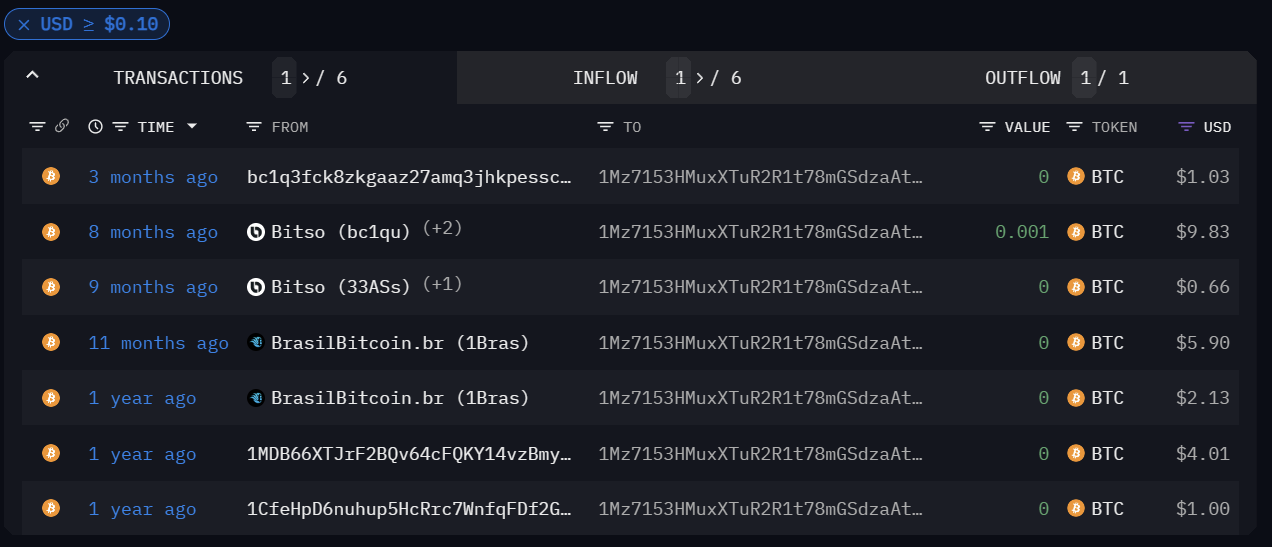 × USD ≥ $0.10
TRANSACTIONS 1 > / 6 INFLOW 1 > / 6 OUTFLOW 1 / 1
TIME FROM TO VALUE TOKEN USD
3 months ago bc1q3fck8zkgaaz27amq3jhkpessc… 1Mz7153HMuxXTuR2R1t78mGSdzaAt… 0 BTC $1.03
8 months ago Bitso (bc1qu) (+2) 1Mz7153HMuxXTuR2R1t78mGSdzaAt… 0.001 BTC $9.83
9 months ago Bitso (33ASs) (+1) 1Mz7153HMuxXTuR2R1t78mGSdzaAt… 0 BTC $0.66
11 months ago BrasilBitcoin.br (1Bras) 1Mz7153HMuxXTuR2R1t78mGSdzaAt… 0 BTC $5.90
1 year ago BrasilBitcoin.br (1Bras) 1Mz7153HMuxXTuR2R1t78mGSdzaAt… 0 BTC $2.13
1 year ago 1MDB66XTJrF2BQv64cFQKY14vzBmy… 1Mz7153HMuxXTuR2R1t78mGSdzaAt… 0 BTC $4.01
1 year ago 1CfeHpD6nuhup5HcRrc7WnfqFDf2G… 1Mz7153HMuxXTuR2R1t78mGSdzaAt… 0 BTC $1.00